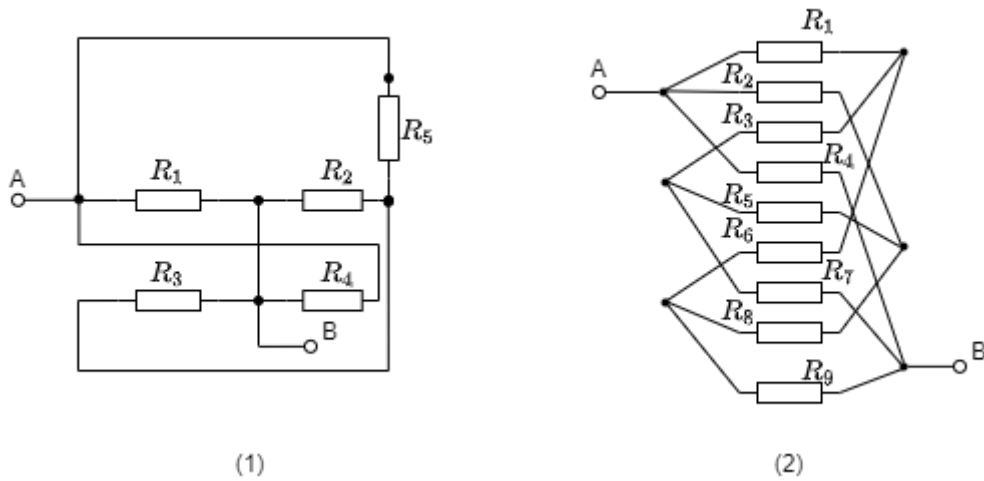 A
R₁
R₂
R₅
R₃
R₄
B
(1)
A
R₁
R₂
R₃
R₄
R₅
R₆
R₇
R₈
R₉
B
(2)